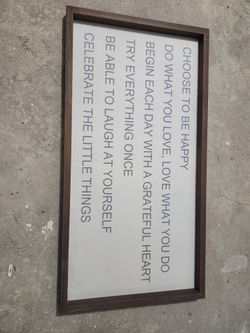 CHOOSE TO BE HAPPY
DO WHAT YOU LOVE, LOVE WHAT YOU DO
BEGIN EACH DAY WITH A GRATEFUL HEART
TRY EVERYTHING ONCE
BE ABLE TO LAUGH AT YOURSELF
CELEBRATE THE LITTLE THINGS